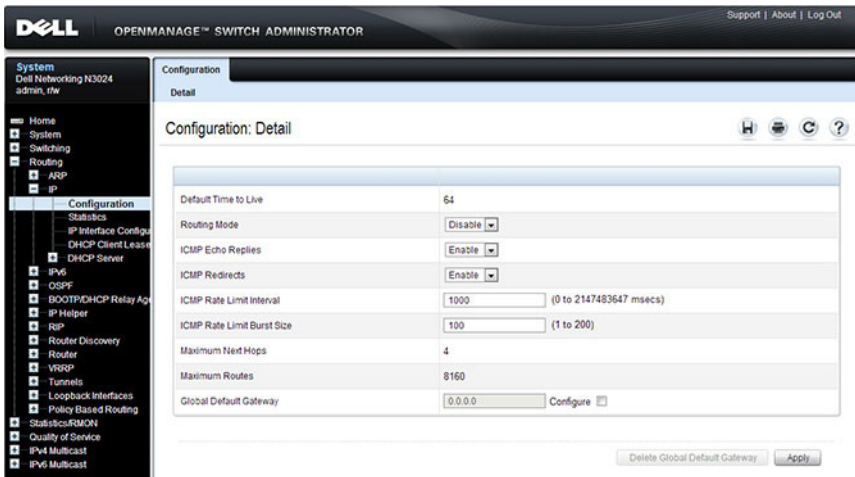 Support | About | Log Out
DELL OPENMANAGE™ SWITCH ADMINISTRATOR
System
Dell Networking N3024
admin, r/w
Home
System
Switching
Routing
ARP
IP
Configuration
Statistics
IP Interface Configu
DHCP Client Lease
DHCP Server
IPv6
OSPF
BOOTP/DHCP Relay Age
IP Helper
RIP
Router Discovery
Router
VRRP
Tunnels
Loopback Interfaces
Policy Based Routing
Statistics/RMON
Quality of Service
IPv4 Multicast
IPv6 Multicast
Configuration
Detail
Configuration: Detail
Default Time to Live 64
Routing Mode Disable
ICMP Echo Replies Enable
ICMP Redirects Enable
ICMP Rate Limit Interval 1000 (0 to 2147483647 msecs)
ICMP Rate Limit Burst Size 100 (1 to 200)
Maximum Next Hops 4
Maximum Routes 8160
Global Default Gateway 0.0.0.0 Configure
Delete Global Default Gateway Apply